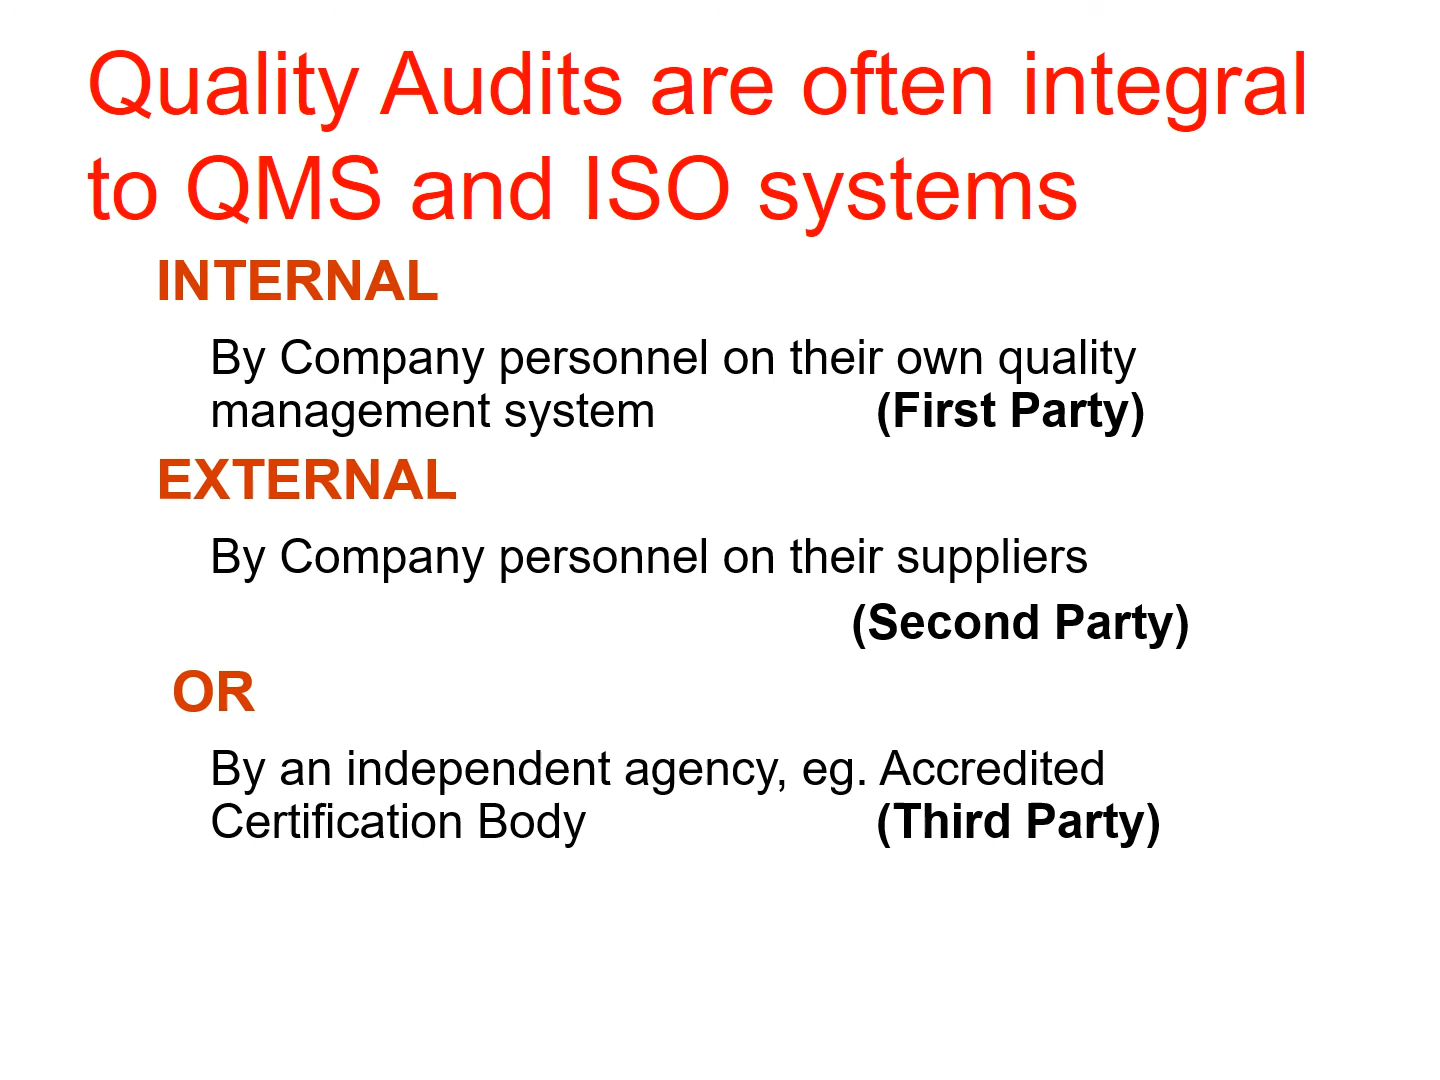 Quality Audits are often integral
to QMS and ISO systems
INTERNAL
By Company personnel on their own quality
management system (First Party)
EXTERNAL
By Company personnel on their suppliers
(Second Party)
OR
By an independent agency, eg. Accredited
Certification Body (Third Party)